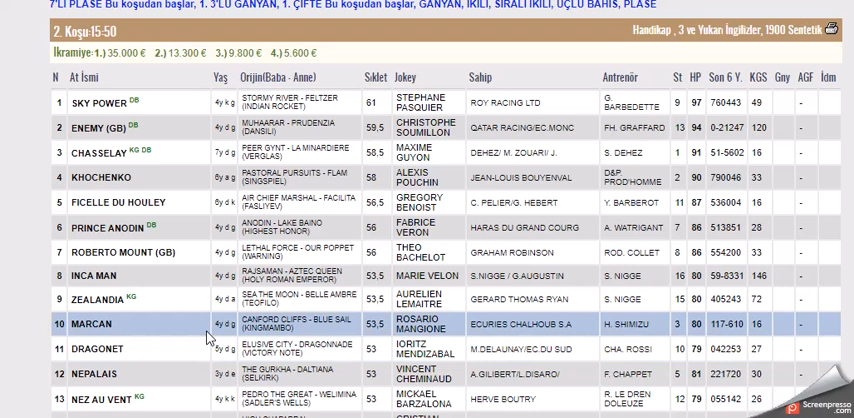 7'Lİ PLASE Bu koşudan başlar, 1. 3'LÜ GANYAN, 1. ÇİFTE Bu koşudan başlar, GANYAN, İKİLİ, SIRALI İKİLİ, ÜÇLÜ BAHİS, PLASE
2. Koşu:15:50 Handikap , 3 ve Yukarı İngilizler, 1900 Sentetik
İkramiye:1.) 35.000 € 2.) 13.300 € 3.) 9.800 € 4.) 5.600 €
N At İsmi Yaş Orijin(Baba - Anne) Sıklet Jokey Sahip Antrenör St HP Son 6 Y. KGS Gny AGF İdm
1 SKY POWER DB 4y k g STORMY RIVER - FELTZER (INDIAN ROCKET) 61 STEPHANE PASQUIER ROY RACING LTD G. BARBEDETTE 9 97 760443 49 -
2 ENEMY (GB) DB 4y d g MUHAARAR - PRUDENZIA (DANSILI) 59,5 CHRISTOPHE SOUMILLON QATAR RACING/EC.MONC FH. GRAFFARD 13 94 0-21247 120 -
3 CHASSELAY KG DB 7y d g PEER GYNT - LA MINARDIERE (VERGLAS) 58,5 MAXIME GUYON DEHEZ/ M. ZOUARI/ J. S. DEHEZ 1 91 51-5602 16 -
4 KHOCHENKO 6y a g PASTORAL PURSUITS - FLAM (SINGSPIEL) 58 ALEXIS POUCHIN JEAN-LOUIS BOUYENVAL D&P. PROD'HOMME 2 90 790046 33 -
5 FICELLE DU HOULEY 6y d k AIR CHIEF MARSHAL - FACILITA (FASLIYEV) 56,5 GREGORY BENOIST C. PELIER/G. HEBERT Y. BARBEROT 11 87 536004 16 -
6 PRINCE ANODIN DB 4y d g ANODIN - LAKE BAINO (HIGHEST HONOR) 56 FABRICE VERON HARAS DU GRAND COURG A. WATRIGANT 7 86 513851 28 -
7 ROBERTO MOUNT (GB) 4y d g LETHAL FORCE - OUR POPPET (WARNING) 56 THEO BACHELOT GRAHAM ROBINSON ROD. COLLET 8 86 554200 33 -
8 INCA MAN 4y d g RAJSAMAN - AZTEC QUEEN (HOLY ROMAN EMPEROR) 53,5 MARIE VELON S.NIGGE / G.AUGUSTIN S. NIGGE 16 80 59-8331 146 -
9 ZEALANDIA KG 4y d a SEA THE MOON - BELLE AMBRE (TEOFILO) 53,5 AURELIEN LEMAITRE GERARD THOMAS RYAN S. NIGGE 15 80 405243 72 -
10 MARCAN 4y d g CANFORD CLIFFS - BLUE SAIL (KINGMAMBO) 53,5 ROSARIO MANGIONE ECURIES CHALHOUB S.A H. SHIMIZU 3 80 117-610 16 -
11 DRAGONET 5y d g ELUSIVE CITY - DRAGONNADE (VICTORY NOTE) 53 IORITZ MENDIZABAL M.DELAUNAY/EC.DU SUD CHA. ROSSI 10 79 042253 27 -
12 NEPALAIS 3y d e THE GURKHA - DALTIANA (SELKIRK) 53 VINCENT CHEMINAUD A.GILIBERT/L.DISARO/ F. CHAPPET 5 81 221720 30 -
13 NEZ AU VENT KG 4y k k PEDRO THE GREAT - WELIMINA (SADLER'S WELLS) 53 MICKAEL BARZALONA HERVE BOUTRY R. LE DREN DOLEUZE 12 79 055142 26
Screenpresso.com